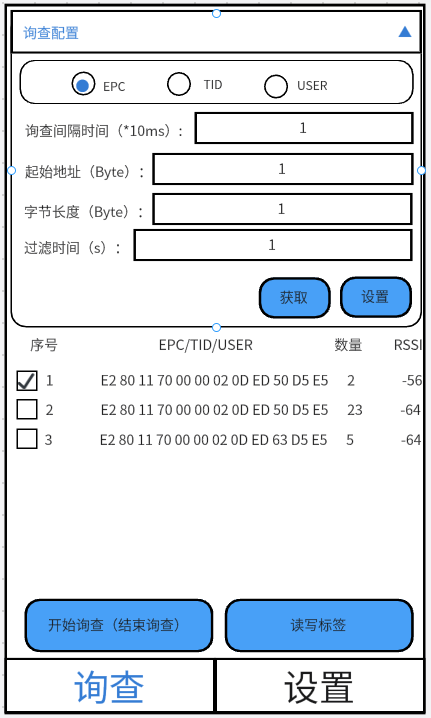 询查配置
EPC TID USER
询查间隔时间（*10ms）: 1
起始地址（Byte）： 1
字节长度（Byte）： 1
过滤时间（s）： 1
获取 设置
序号 EPC/TID/USER 数量 RSSI
1 E2 80 11 70 00 00 02 0D ED 50 D5 E5 2 -56
2 E2 80 11 70 00 00 02 0D ED 50 D5 E5 23 -64
3 E2 80 11 70 00 00 02 0D ED 63 D5 E5 5 -64
开始询查（结束询查） 读写标签
询查 设置